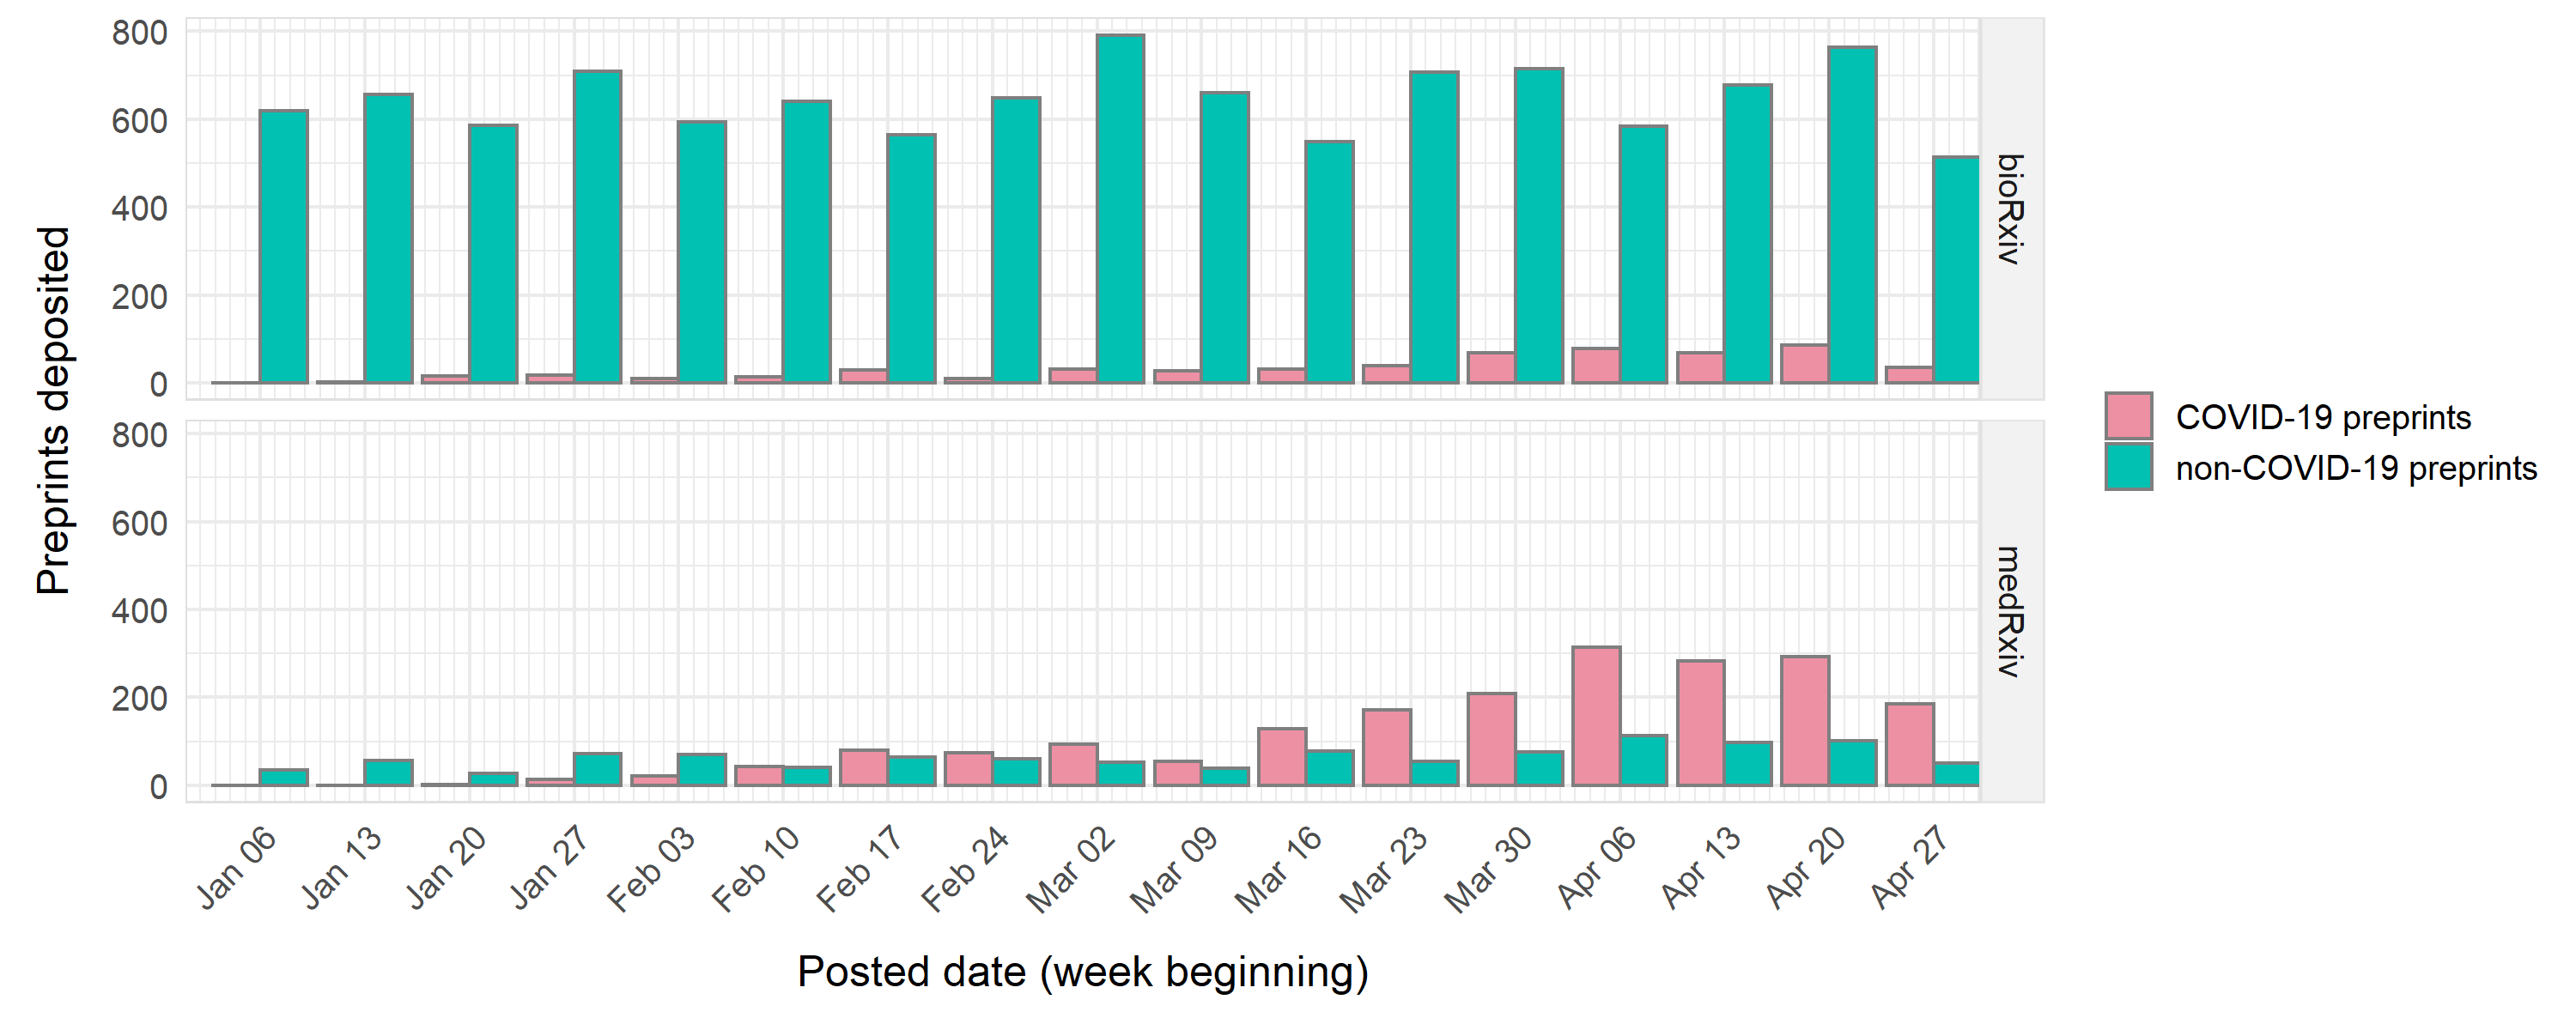 Preprints deposited
800
600
400
200
0
bioRxiv
800
600
400
200
0
medRxiv
Jan 06
Jan 13
Jan 20
Jan 27
Feb 03
Feb 10
Feb 17
Feb 24
Mar 02
Mar 09
Mar 16
Mar 23
Mar 30
Apr 06
Apr 13
Apr 20
Apr 27
Posted date (week beginning)
COVID-19 preprints
non-COVID-19 preprints